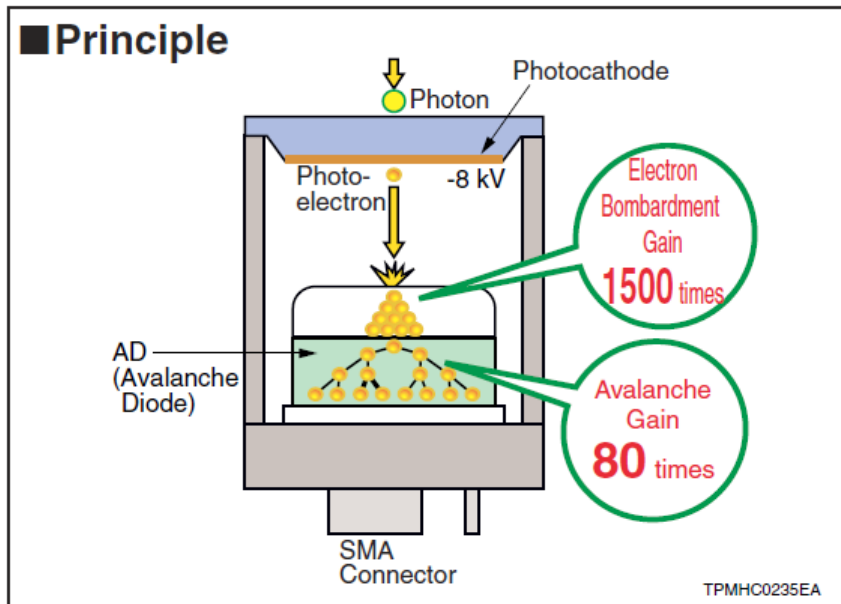 ■Principle
Photocathode
Photon
Photo-
electron
-8 kV
Electron
Bombardment
Gain
1500 times
AD
(Avalanche
Diode)
Avalanche
Gain
80 times
SMA
Connector
TPMHC0235EA